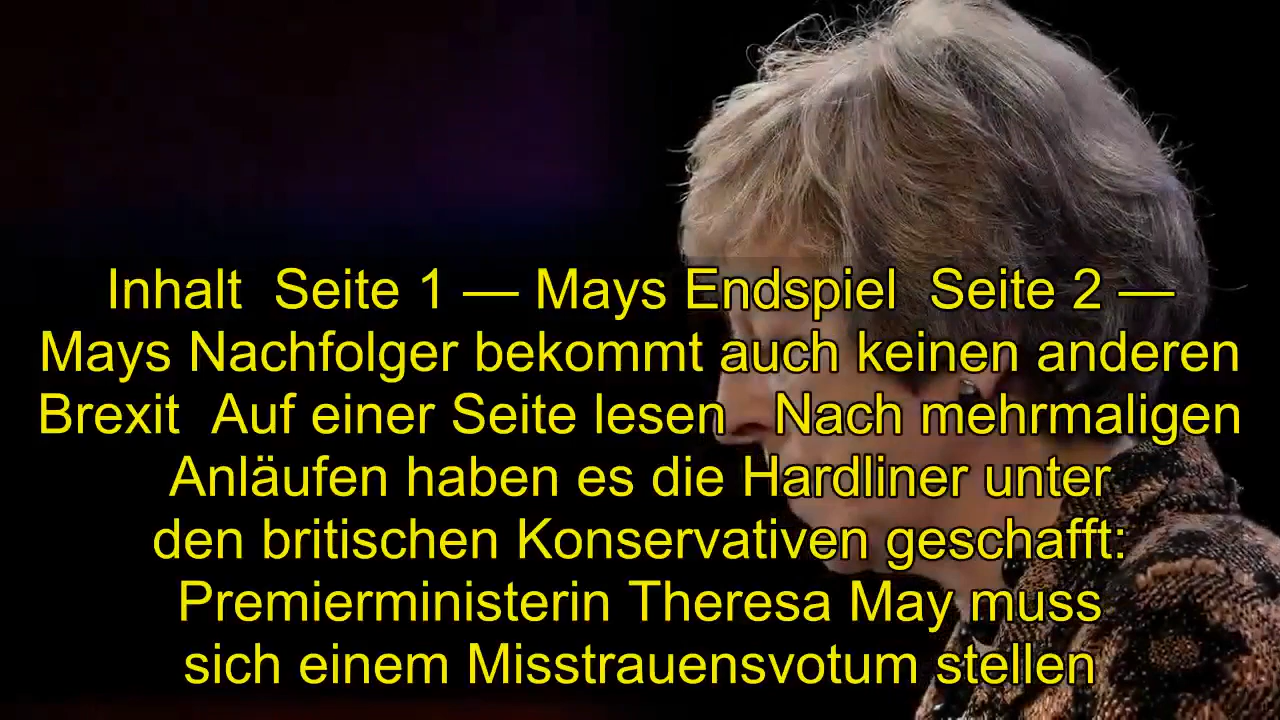 Inhalt  Seite 1 — Mays Endspiel  Seite 2 —
Mays Nachfolger bekommt auch keinen anderen
Brexit  Auf einer Seite lesen   Nach mehrmaligen
Anläufen haben es die Hardliner unter
den britischen Konservativen geschafft:
Premierministerin Theresa May muss
sich einem Misstrauensvotum stellen